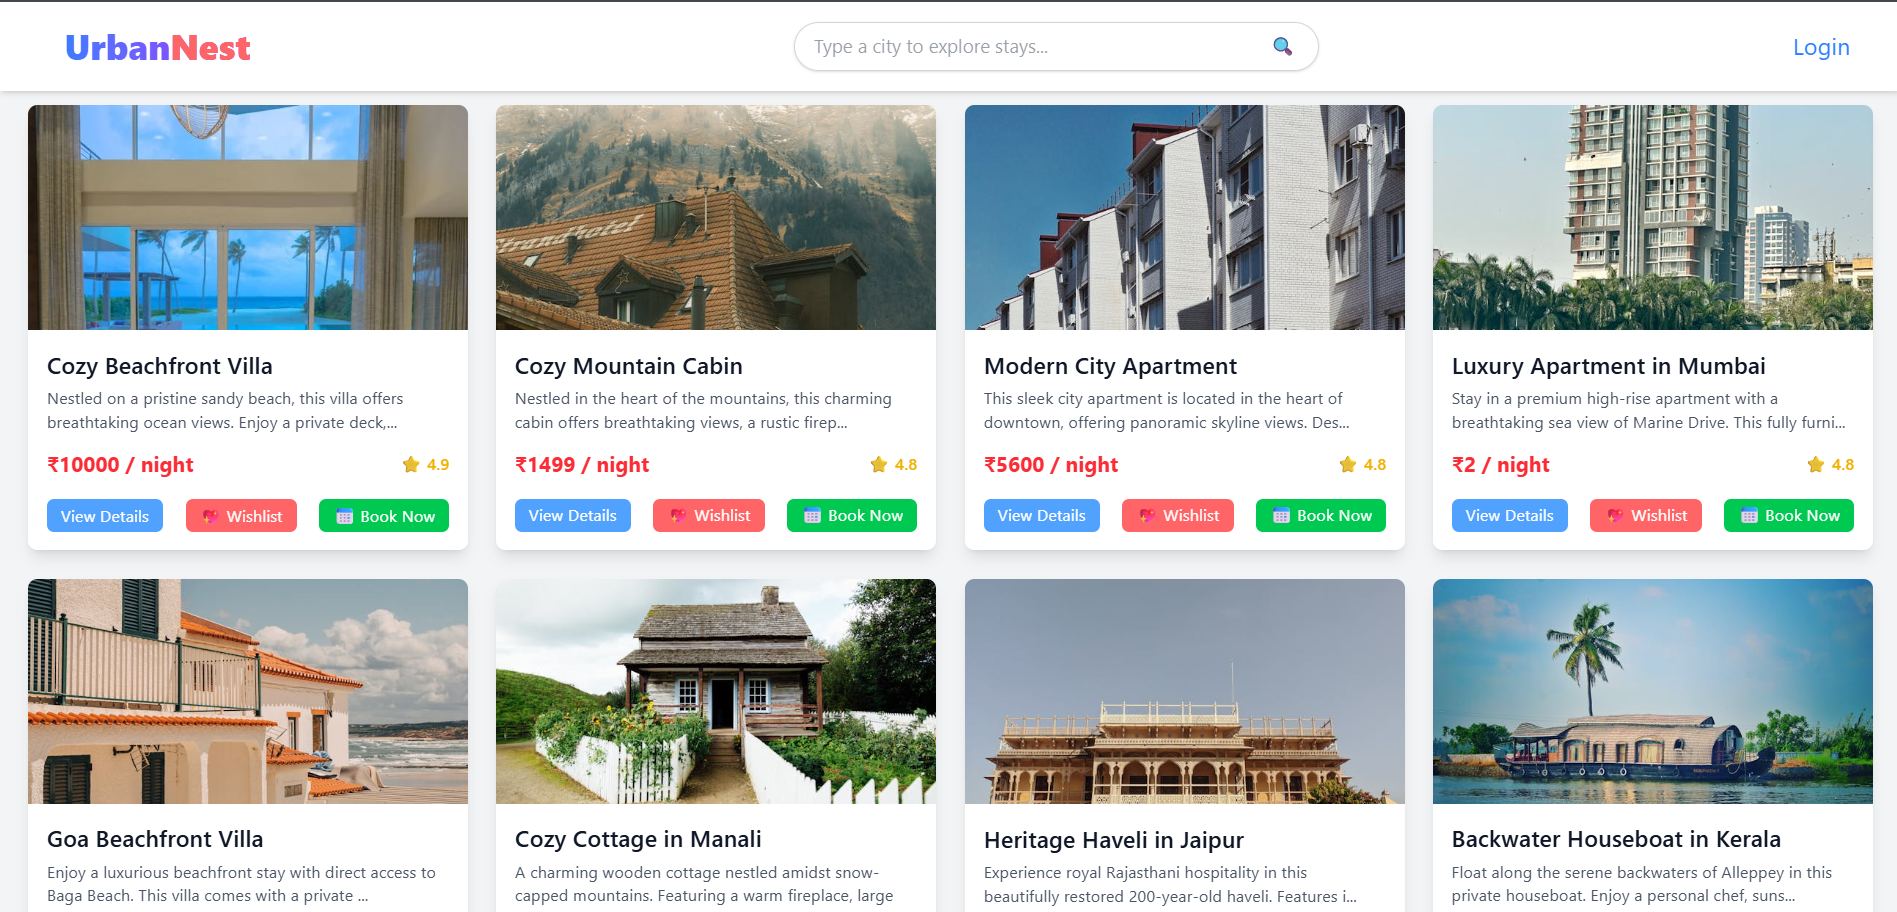 UrbanNest
Type a city to explore stays...
Login
Grandhotel
Cozy Beachfront Villa
Nestled on a pristine sandy beach, this villa offers
breathtaking ocean views. Enjoy a private deck,...
₹10000 / night
4.9
View Details
Wishlist
Book Now
Cozy Mountain Cabin
Nestled in the heart of the mountains, this charming
cabin offers breathtaking views, a rustic firep...
₹1499 / night
4.8
View Details
Wishlist
Book Now
Modern City Apartment
This sleek city apartment is located in the heart of
downtown, offering panoramic skyline views. Des...
₹5600 / night
4.8
View Details
Wishlist
Book Now
Luxury Apartment in Mumbai
Stay in a premium high-rise apartment with a
breathtaking sea view of Marine Drive. This fully furni...
₹2 / night
4.8
View Details
Wishlist
Book Now
Goa Beachfront Villa
Enjoy a luxurious beachfront stay with direct access to
Baga Beach. This villa comes with a private ...
Cozy Cottage in Manali
A charming wooden cottage nestled amidst snow-
capped mountains. Featuring a warm fireplace, large
Heritage Haveli in Jaipur
Experience royal Rajasthani hospitality in this
beautifully restored 200-year-old haveli. Features i...
Backwater Houseboat in Kerala
Float along the serene backwaters of Alleppey in this
private houseboat. Enjoy a personal chef, suns...